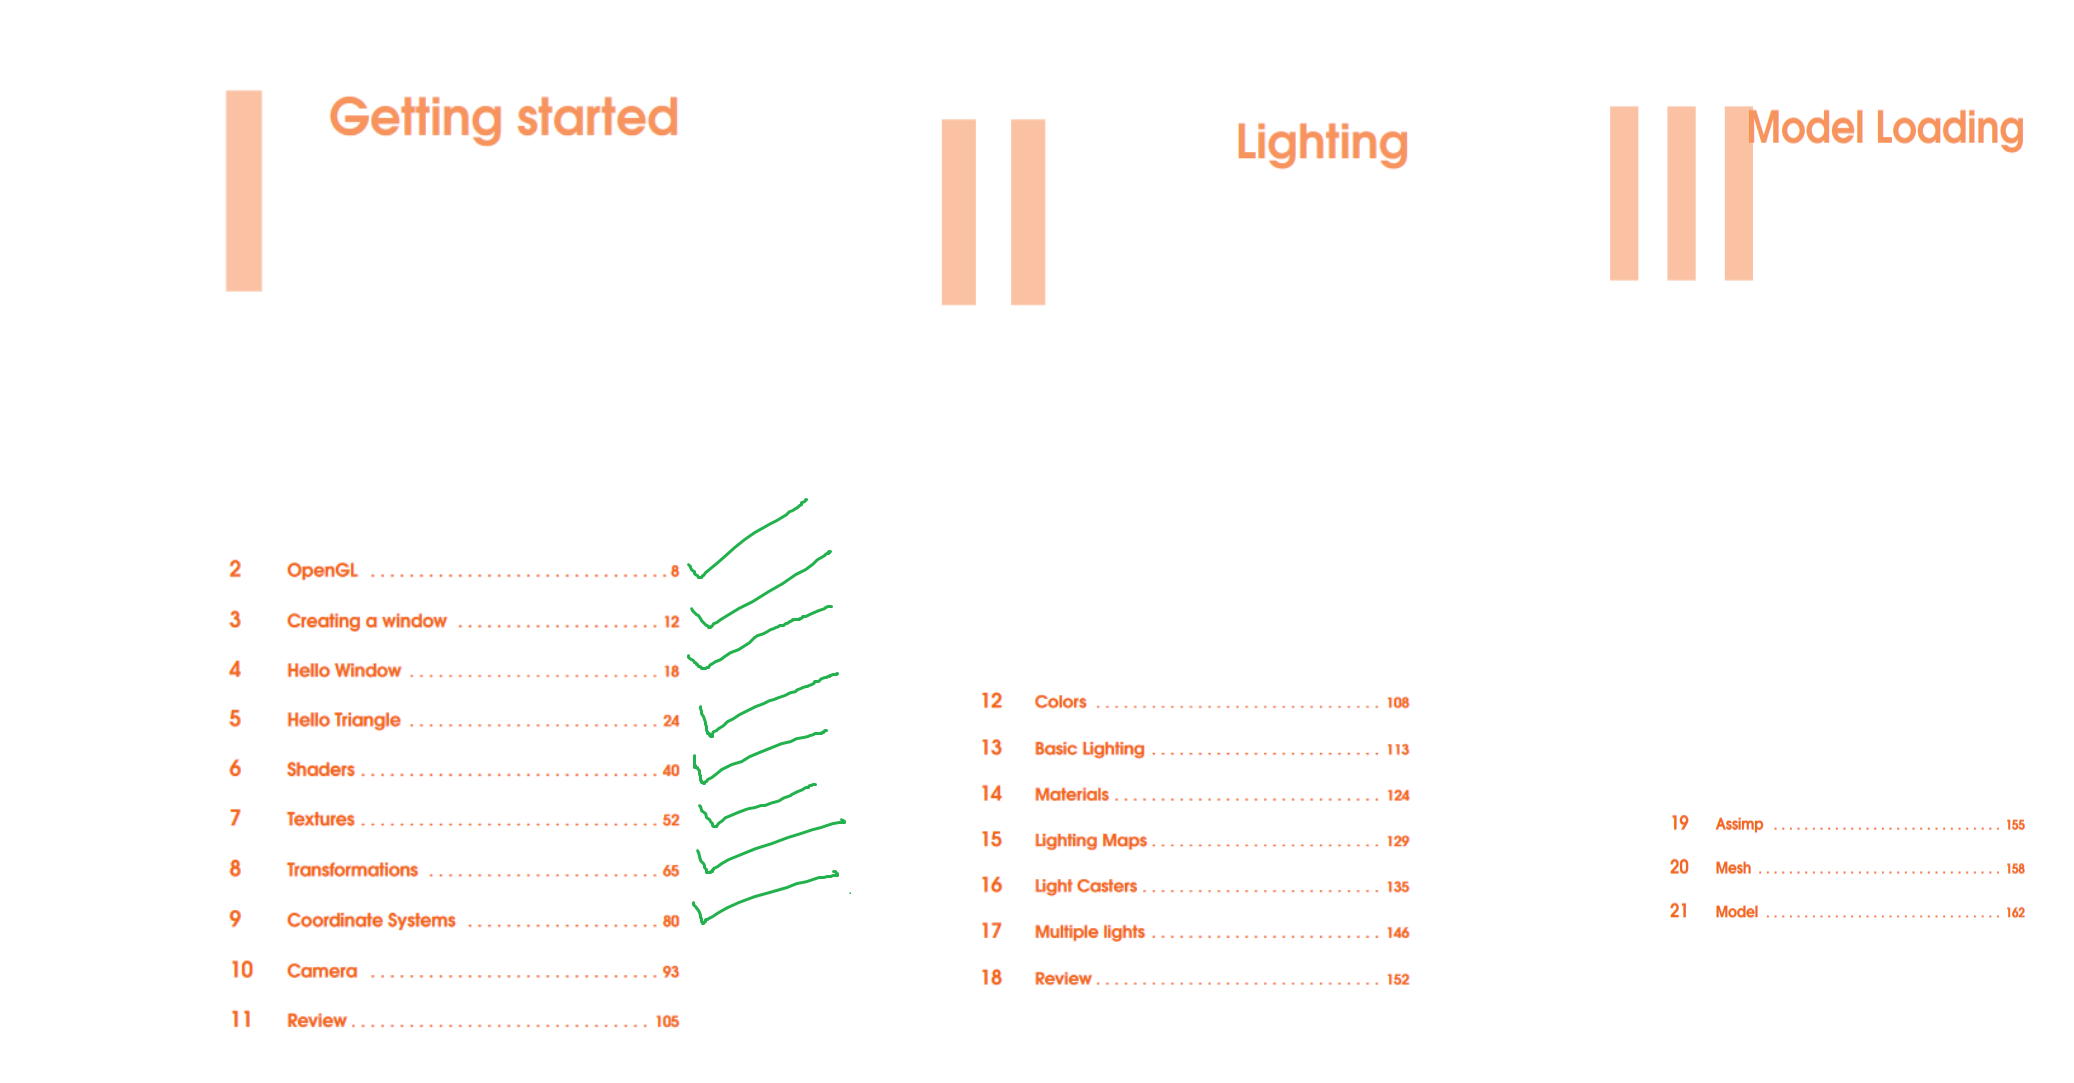 Getting started
2 OpenGL . . . . . . . . . . . . . . . . . . . . . . . . . . . . . . . 8
3 Creating a window . . . . . . . . . . . . . . . . . . . . . 12
4 Hello Window . . . . . . . . . . . . . . . . . . . . . . . . . . 18
5 Hello Triangle . . . . . . . . . . . . . . . . . . . . . . . . . . 24
6 Shaders . . . . . . . . . . . . . . . . . . . . . . . . . . . . . . . 40
7 Textures . . . . . . . . . . . . . . . . . . . . . . . . . . . . . . . 52
8 Transformations . . . . . . . . . . . . . . . . . . . . . . . . 65
9 Coordinate Systems . . . . . . . . . . . . . . . . . . . . 80
10 Camera . . . . . . . . . . . . . . . . . . . . . . . . . . . . . . 93
11 Review . . . . . . . . . . . . . . . . . . . . . . . . . . . . . . . 105
Lighting
12 Colors . . . . . . . . . . . . . . . . . . . . . . . . . . . . . . 108
13 Basic Lighting . . . . . . . . . . . . . . . . . . . . . . . . 113
14 Materials . . . . . . . . . . . . . . . . . . . . . . . . . . . . 124
15 Lighting Maps . . . . . . . . . . . . . . . . . . . . . . . . 129
16 Light Casters . . . . . . . . . . . . . . . . . . . . . . . . . 135
17 Multiple lights . . . . . . . . . . . . . . . . . . . . . . . . 146
18 Review . . . . . . . . . . . . . . . . . . . . . . . . . . . . . . 152
Model Loading
19 Assimp . . . . . . . . . . . . . . . . . . . . . . . . . . . . . . 155
20 Mesh . . . . . . . . . . . . . . . . . . . . . . . . . . . . . . . . 158
21 Model . . . . . . . . . . . . . . . . . . . . . . . . . . . . . . . 162